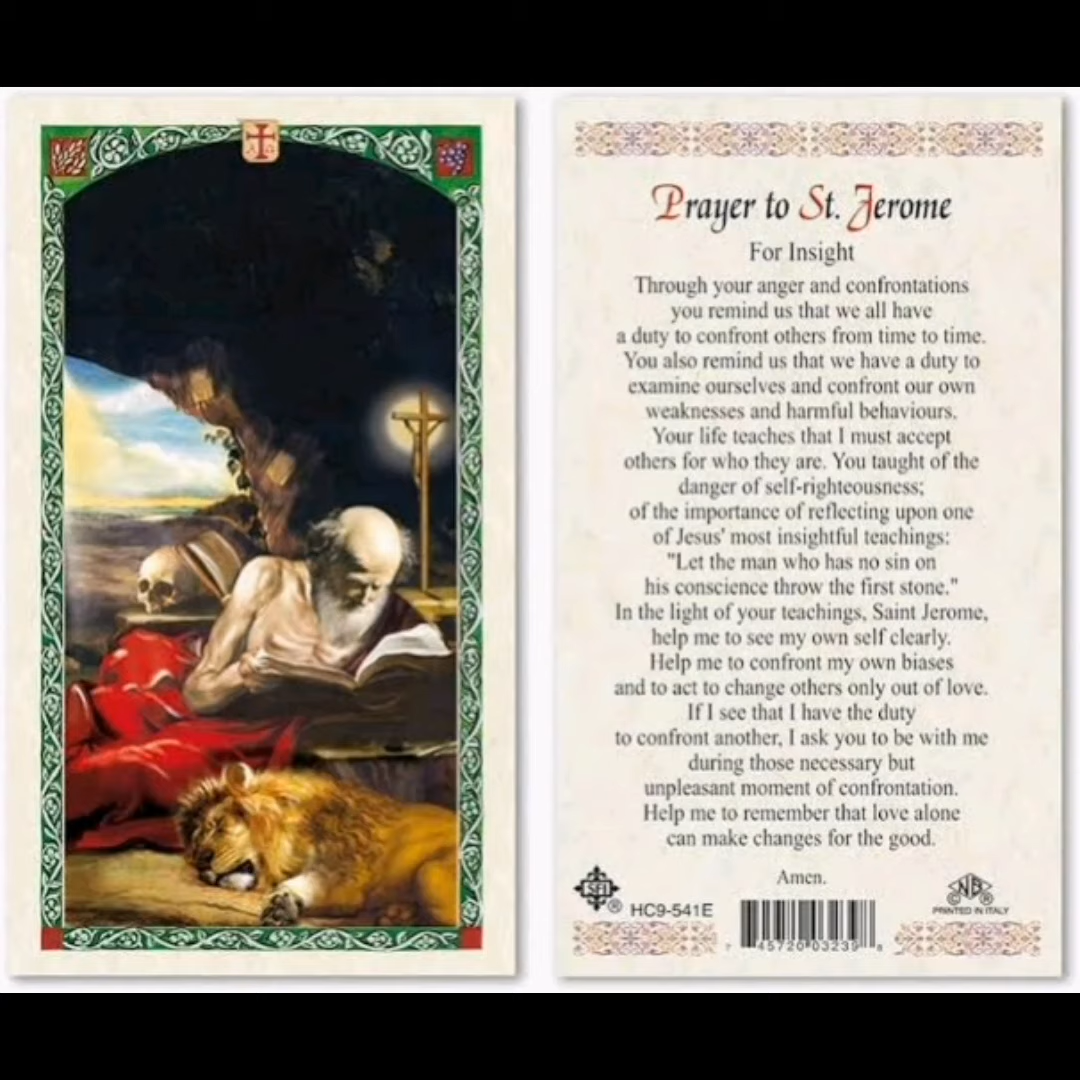 Prayer to St. Jerome
For Insight
Through your anger and confrontations
you remind us that we all have
a duty to confront others from time to time.
You also remind us that we have a duty to
examine ourselves and confront our own
weaknesses and harmful behaviours.
Your life teaches that I must accept
others for who they are. You taught of the
danger of self-righteousness;
of the importance of reflecting upon one
of Jesus' most insightful teachings:
"Let the man who has no sin on
his conscience throw the first stone."
In the light of your teachings, Saint Jerome,
help me to see my own self clearly.
Help me to confront my own biases
and to act to change others only out of love.
If I see that I have the duty
to confront another, I ask you to be with me
during those necessary but
unpleasant moment of confrontation.
Help me to remember that love alone
can make changes for the good.
Amen.
SFI ® HC9-541E
7 45720 03239 8
NB
C R
PRINTED IN ITALY